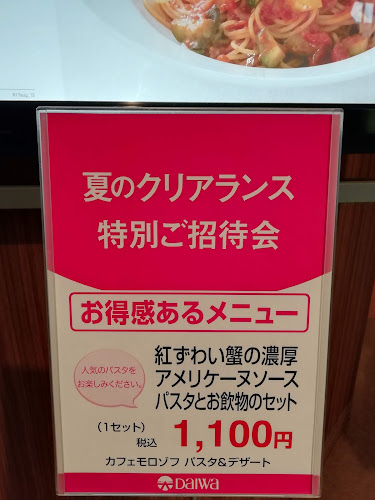 夏のクリアランス
特別ご招待会
お得感あるメニュー
人気のパスタを
お楽しみください。
紅ずわい蟹の濃厚
アメリケーヌソース
パスタとお飲物のセット
(1セット) 税込 1,100円
カフェモロゾフ パスタ&デザート
DAIWA